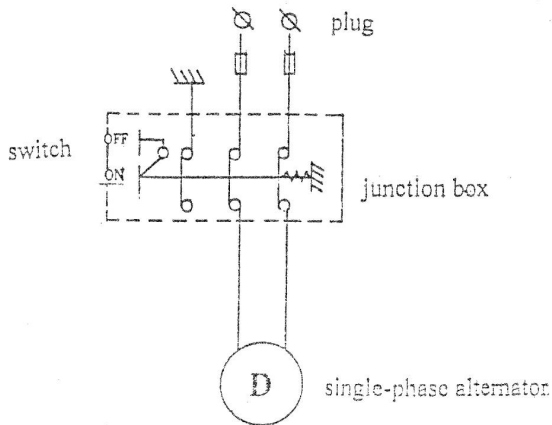 plug
OFF
switch
ON
junction box
D
single-phase alternator